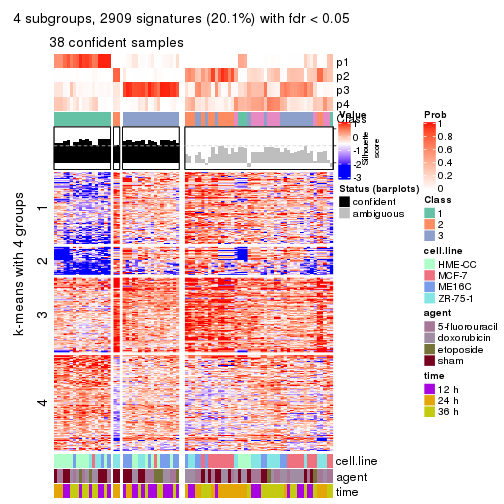 4 subgroups, 2909 signatures (20.1%) with fdr < 0.05
38 confident samples
p1
p2
p3
p4
Class
k-means with 4 groups
1
2
3
4
cell.line
agent
time
Value
1
0
-1
-2
-3
Silhouette
score
Status (barplots)
confident
ambiguous
Prob
1
0.8
0.6
0.4
0.2
0
Class
1
2
3
cell.line
HME-CC
MCF-7
ME16C
ZR-75-1
agent
5-fluorouracil
doxorubicin
etoposide
sham
time
12 h
24 h
36 h